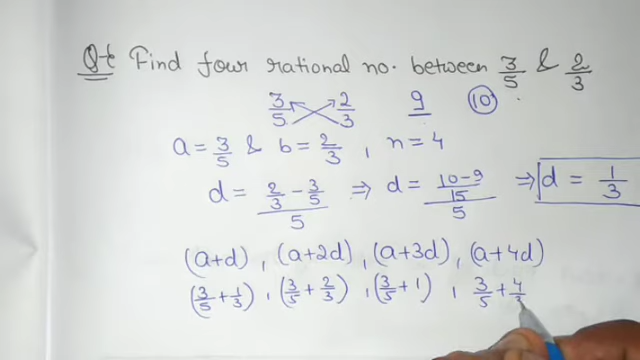 Q-6 Find four rational no. between 3/5 & 2/3
3/5 2/3 9 10
a = 3/5 & b = 2/3 , n = 4
d = (2/3 - 3/5)/5 ⇒ d = ((10-9)/15)/5 ⇒ d = 1/3
(a+d) , (a+2d) , (a+3d) , (a+4d)
(3/5 + 1/3) , (3/5 + 2/3) , (3/5 + 1) , 3/5 + 4/3